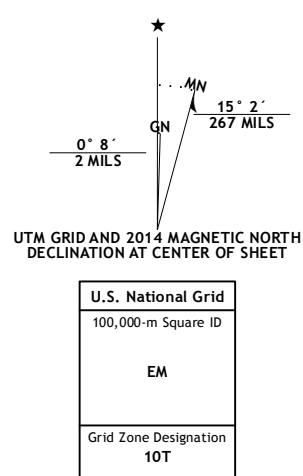 MN
15° 2´
267 MILS
GN
0° 8´
2 MILS
UTM GRID AND 2014 MAGNETIC NORTH
DECLINATION AT CENTER OF SHEET
U.S. National Grid
100,000-m Square ID
EM
Grid Zone Designation
10T